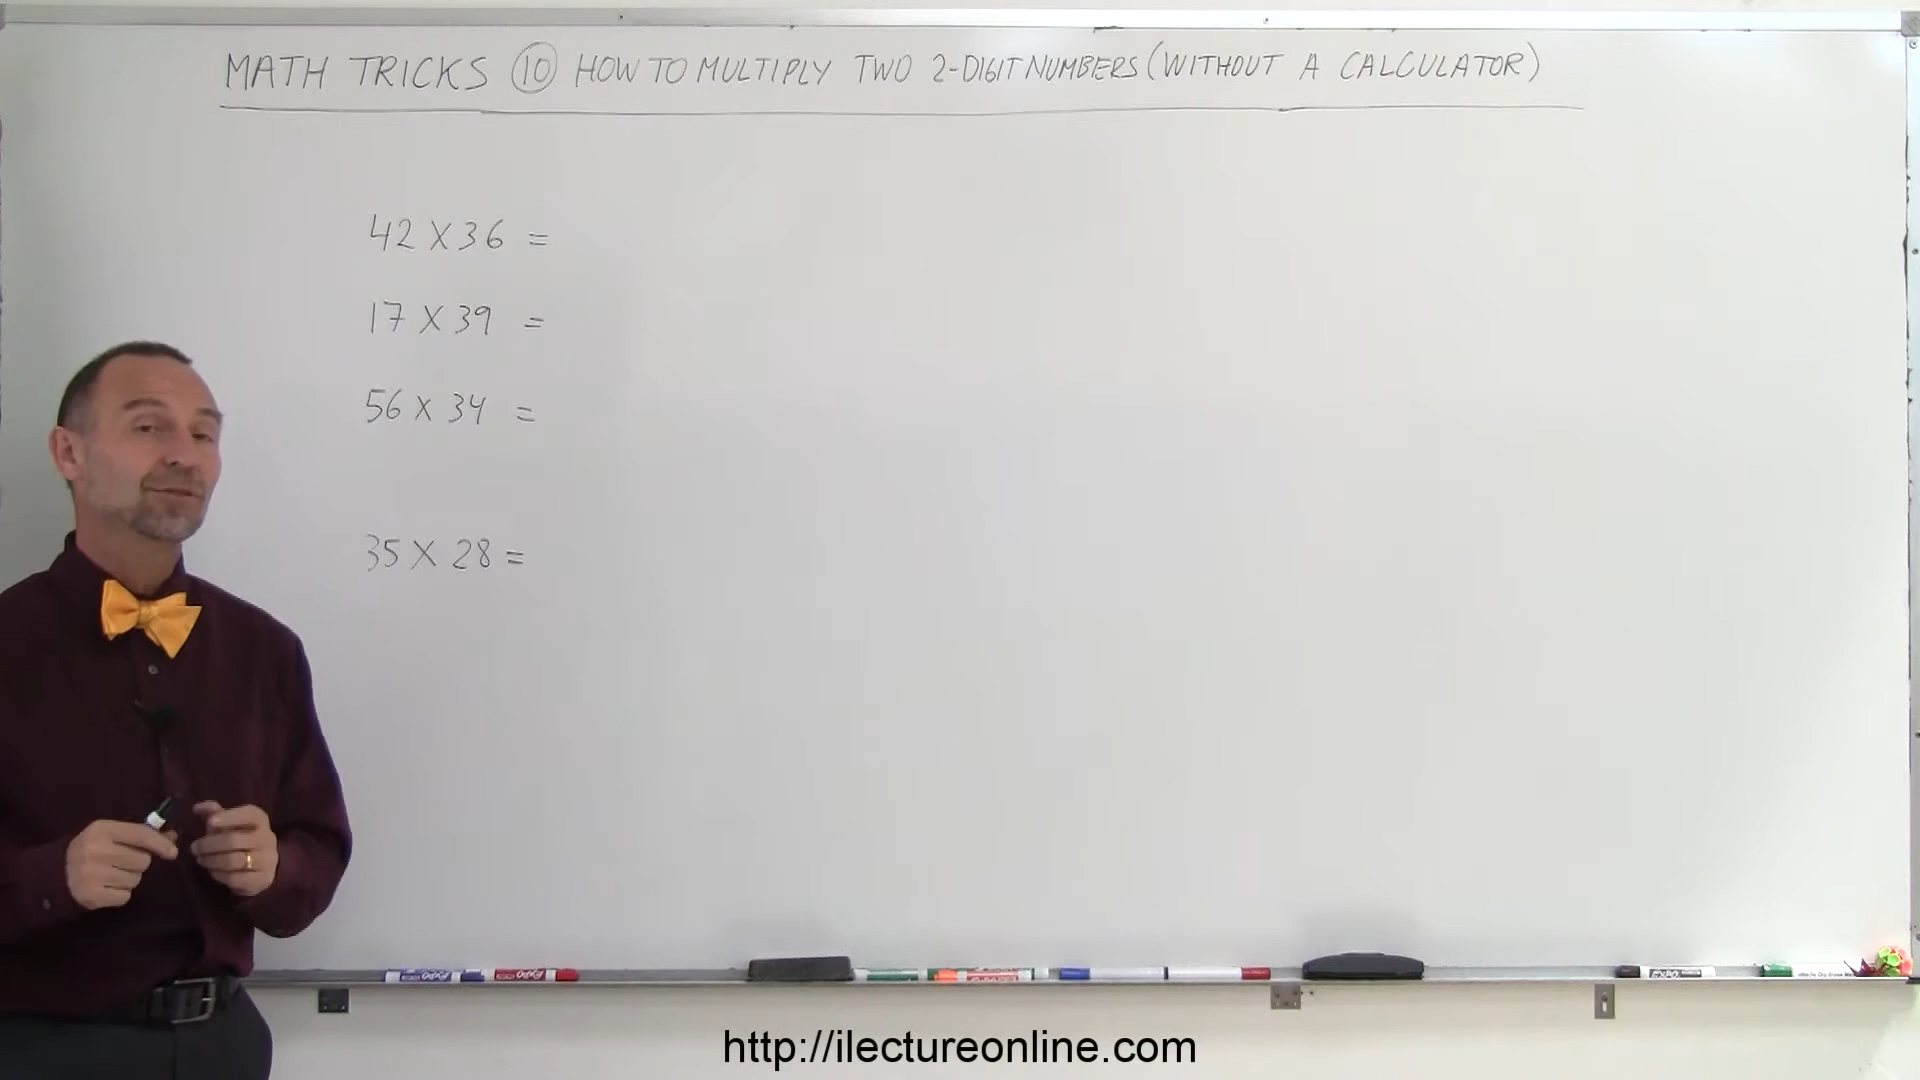 MATH TRICKS 10 HOW TO MULTIPLY TWO 2-DIGIT NUMBERS (WITHOUT A CALCULATOR)
42 X 36 =
17 X 39 =
56 X 34 =
35 X 28 =
EXPO
http://ilectureonline.com